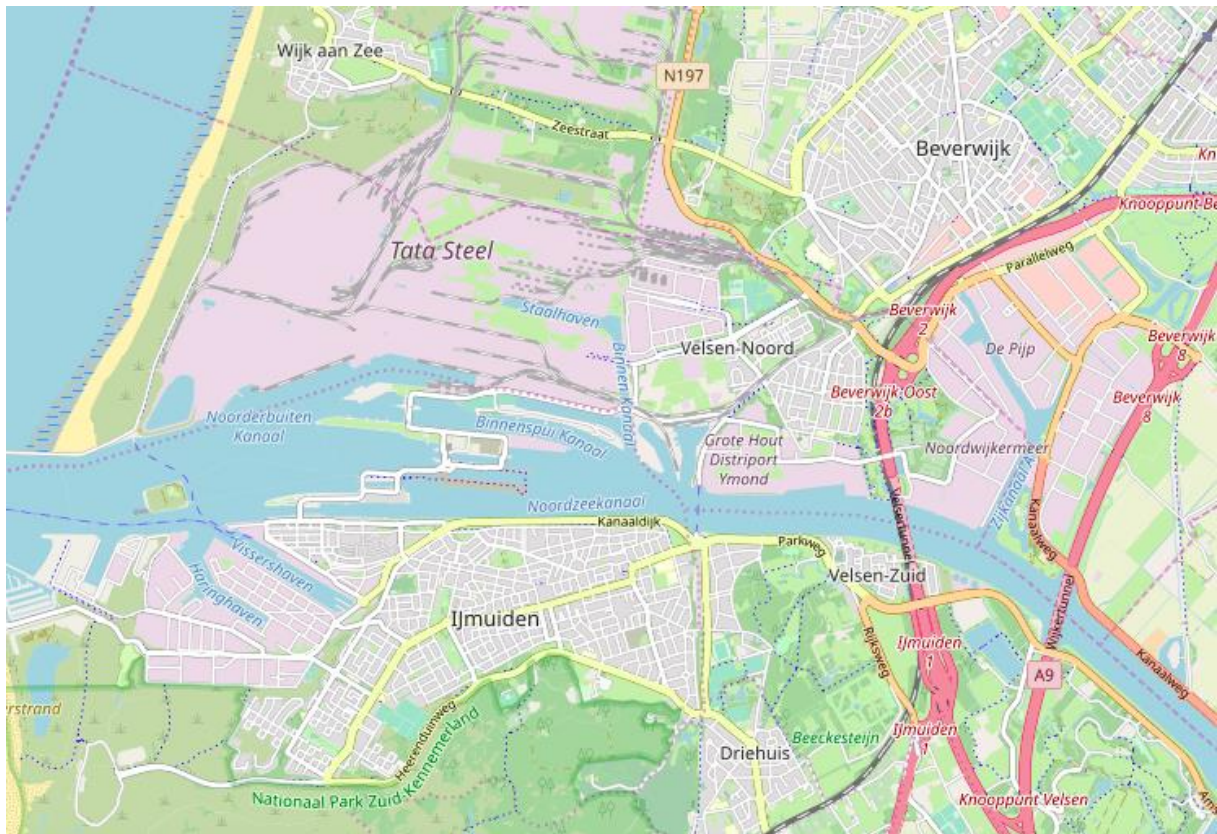 Wijk aan Zee
N197
Zeestraat
Beverwijk
Kn
Knooppunt Be
Tata Steel
Parallelweg
Staalhaven
Beverwijk
2
De Pijp
Beverwijk
8
Velsen-Noord
Binnen Kanaal
Beverwijk-Oost
2b
Beverwijk
8
Noorderbuiten
Kanaal
Binnenspui Kanaal
Grote Hout
Distriport
Ymond
Noordwijkermeer
Zijkanaal A
Noordzeekanaal
Kanaaldijk
Velsertunnel
Kanaalweg
Vissershaven
Haringhaven
Parkweg
Velsen-Zuid
IJmuiden
Rijksweg
IJmuiden
1
Wijkertunnel
A9
Kanaalweg
erstrand
Heerenduinweg
Nationaal Park Zuid-Kennemerland
Driehuis
Beeckesteijn
IJmuiden
1
Knooppunt Velsen
Ams